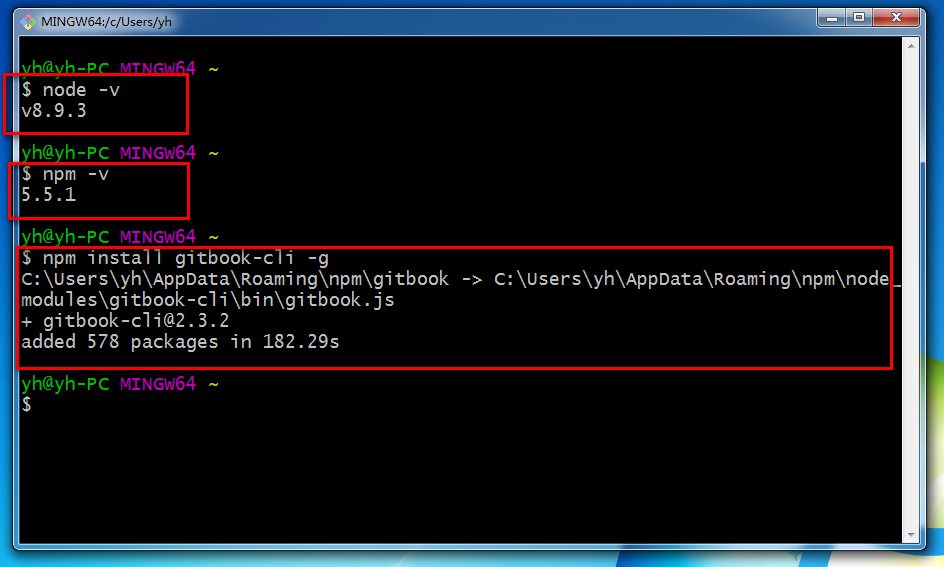 MINGW64:/c/Users/yh
yh@yh-PC MINGW64 ~
$ node -v
v8.9.3
yh@yh-PC MINGW64 ~
$ npm -v
5.5.1
yh@yh-PC MINGW64 ~
$ npm install gitbook-cli -g
C:\Users\yh\AppData\Roaming\npm\gitbook -> C:\Users\yh\AppData\Roaming\npm\node_
modules\gitbook-cli\bin\gitbook.js
+ gitbook-cli@2.3.2
added 578 packages in 182.29s
yh@yh-PC MINGW64 ~
$